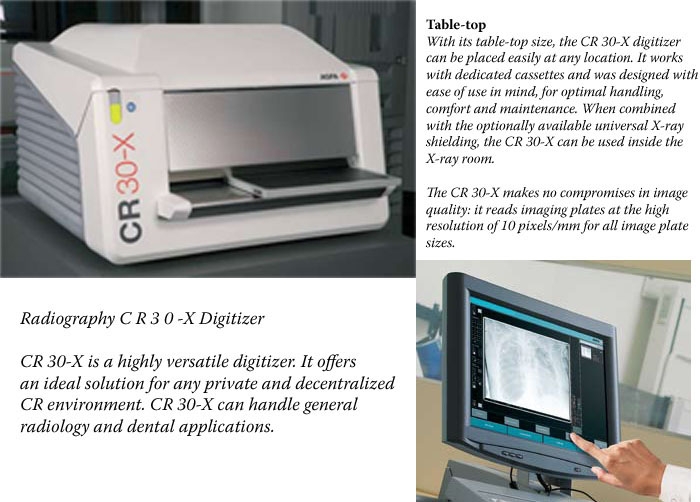 AGFA
CR 30-X
Table-top
With its table-top size, the CR 30-X digitizer
can be placed easily at any location. It works
with dedicated cassettes and was designed with
ease of use in mind, for optimal handling,
comfort and maintenance. When combined
with the optionally available universal X-ray
shielding, the CR 30-X can be used inside the
X-ray room.
The CR 30-X makes no compromises in image
quality: it reads imaging plates at the high
resolution of 10 pixels/mm for all image plate
sizes.
Radiography C R 3 0 -X Digitizer
CR 30-X is a highly versatile digitizer. It offers
an ideal solution for any private and decentralized
CR environment. CR 30-X can handle general
radiology and dental applications.